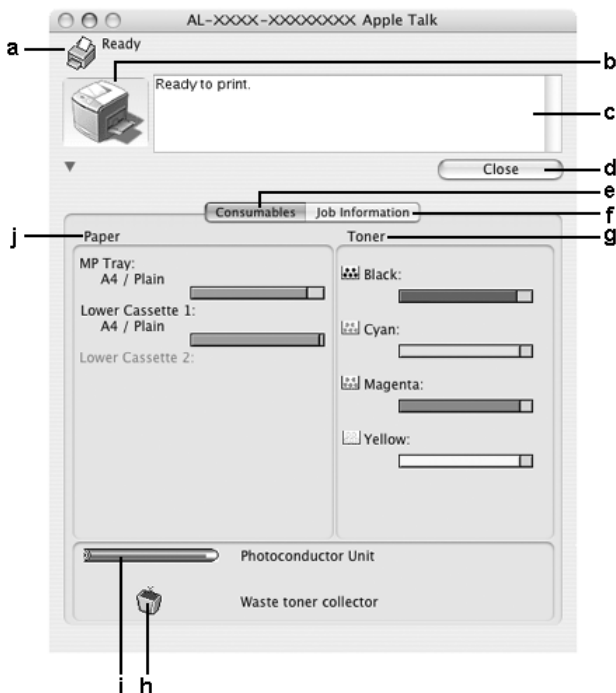 AL-XXXX-XXXXXXXX Apple Talk
a
Ready
b
Ready to print.
c
Close
d
e
Consumables
Job Information
f
j
Paper
Toner
g
MP Tray:
A4 / Plain
Lower Cassette 1:
A4 / Plain
Lower Cassette 2:
Black:
Cyan:
Magenta:
Yellow:
Photoconductor Unit
Waste toner collector
i
h